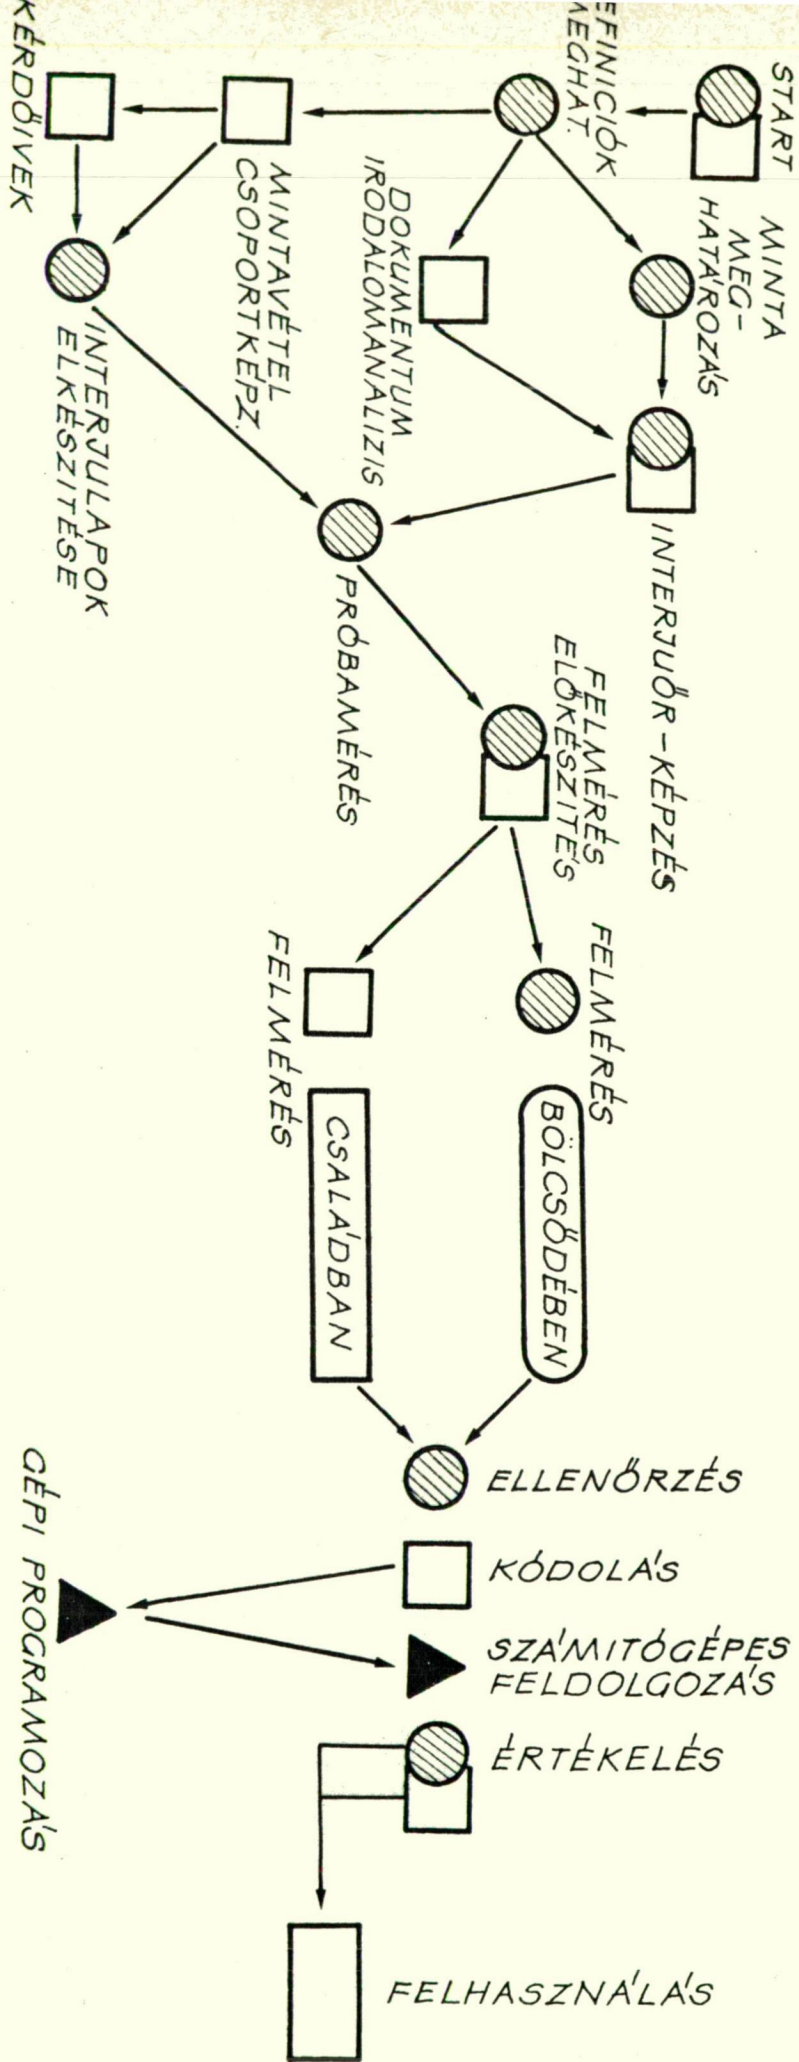 START
EFINICIÓK
MEGHAT.
KÉRDŐIVEK
MINTA
MEG-
HATÁROZÁS
DOKUMENTUM
IRODALOMANALIZIS
MINTAVÉTEL
CSOPORTKÉPZ.
INTERJULAPOK
ELKÉSZITÉSE
INTERJUŐR-KÉPZÉS
PRÓBAMÉRÉS
FELMÉRÉS
ELŐKÉSZITÉS
FELMÉRÉS
FELMÉRÉS
BÖLCSŐDÉBEN
CSALÁDBAN
ELLENŐRZÉS
KÓDOLÁS
GÉPI PROGRAMOZÁS
SZÁMITÓGÉPES
FELDOLGOZÁS
ÉRTÉKELÉS
FELHASZNÁLÁS